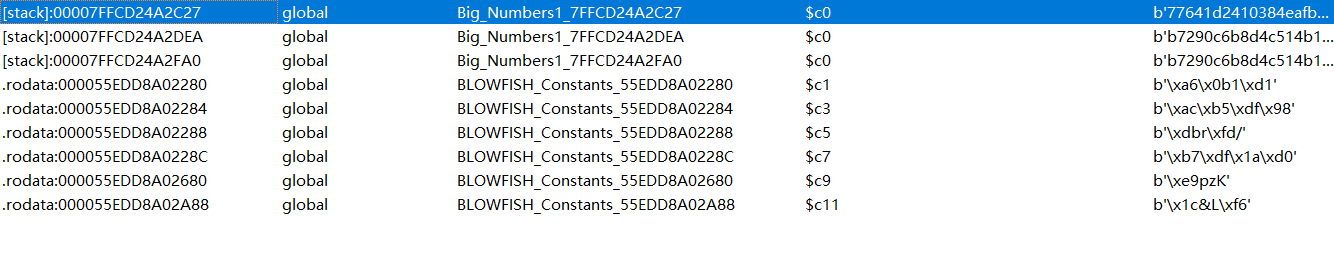 [stack]:00007FFCD24A2C27 global Big_Numbers1_7FFCD24A2C27 $c0 b'77641d2410384eafb...
[stack]:00007FFCD24A2DEA global Big_Numbers1_7FFCD24A2DEA $c0 b'b7290c6b8d4c514b1...
[stack]:00007FFCD24A2FA0 global Big_Numbers1_7FFCD24A2FA0 $c0 b'b7290c6b8d4c514b1...
.rodata:000055EDD8A02280 global BLOWFISH_Constants_55EDD8A02280 $c1 b'\xa6\x0b1\xd1'
.rodata:000055EDD8A02284 global BLOWFISH_Constants_55EDD8A02284 $c3 b'\xac\xb5\xdf\x98'
.rodata:000055EDD8A02288 global BLOWFISH_Constants_55EDD8A02288 $c5 b'\xdbr\xfd/'
.rodata:000055EDD8A0228C global BLOWFISH_Constants_55EDD8A0228C $c7 b'\xb7\xdf\x1a\xd0'
.rodata:000055EDD8A02680 global BLOWFISH_Constants_55EDD8A02680 $c9 b'\xe9pzK'
.rodata:000055EDD8A02A88 global BLOWFISH_Constants_55EDD8A02A88 $c11 b'\x1c&L\xf6'